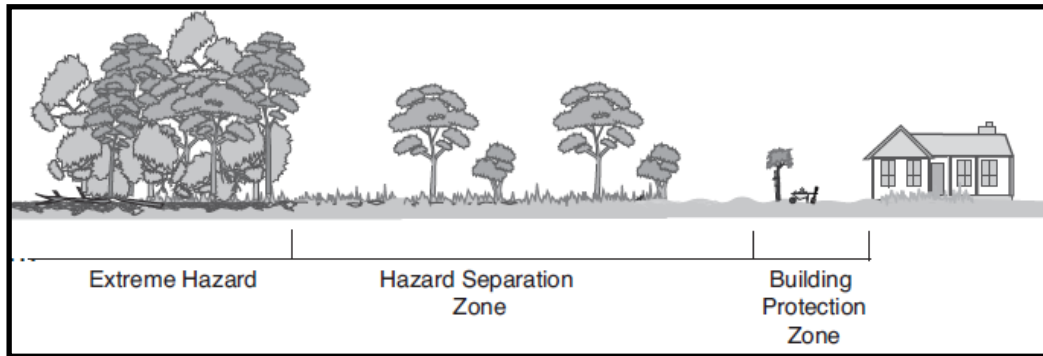 Extreme Hazard
Hazard Separation
Zone
Building
Protection
Zone